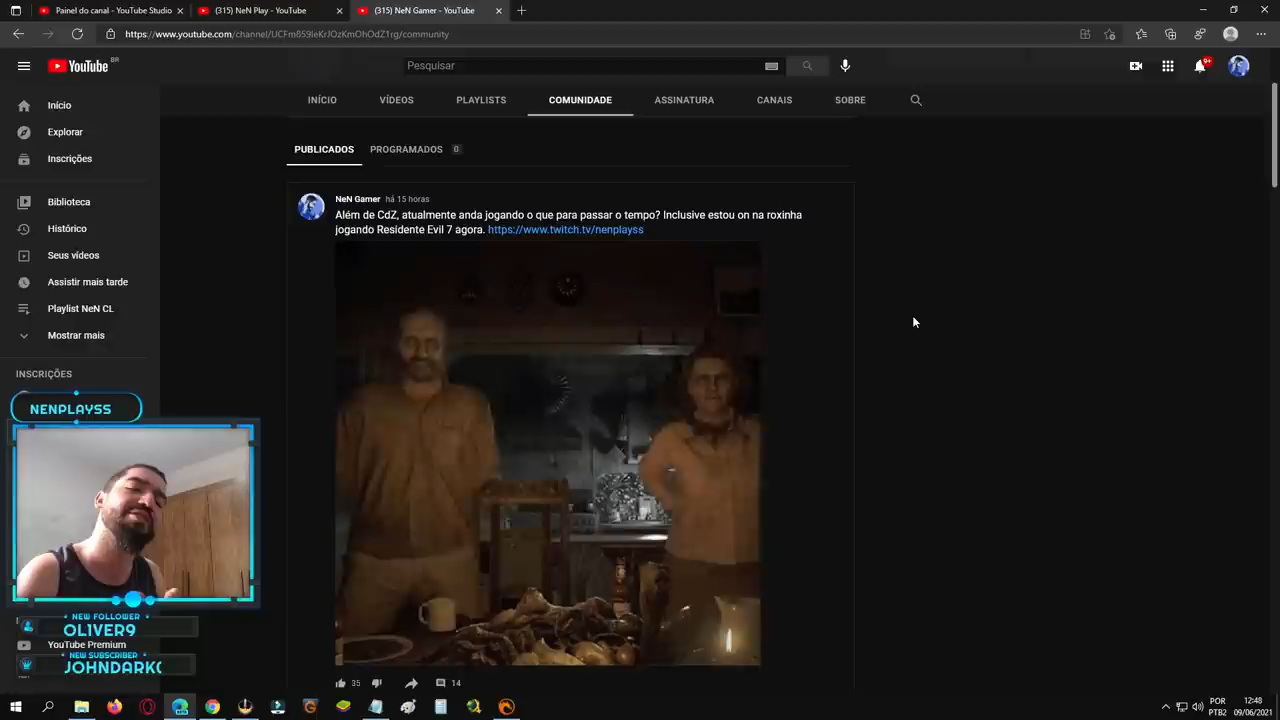 Painel do canal - YouTube Studio
(315) NeN Play - YouTube
(315) NeN Gamer - YouTube
https://www.youtube.com/channel/UCFm859IeKrJOzKmOhOdZ1rg/community
YouTube BR
Pesquisar
9+
INÍCIO
VÍDEOS
PLAYLISTS
COMUNIDADE
ASSINATURA
CANAIS
SOBRE
Início
Explorar
Inscrições
Biblioteca
Histórico
Seus vídeos
Assistir mais tarde
Playlist NeN CL
Mostrar mais
INSCRIÇÕES
PUBLICADOS
PROGRAMADOS 0
NeN Gamer há 15 horas
Além de CdZ, atualmente anda jogando o que para passar o tempo? Inclusive estou on na roxinha
jogando Residente Evil 7 agora. https://www.twitch.tv/nenplayss
35
14
NENPLAYSS
NEW FOLLOWER
OL1VER9
YouTube Premium
NEW SUBSCRIBER
JOHNDARK
POR
PTB2
12:48
09/06/2021